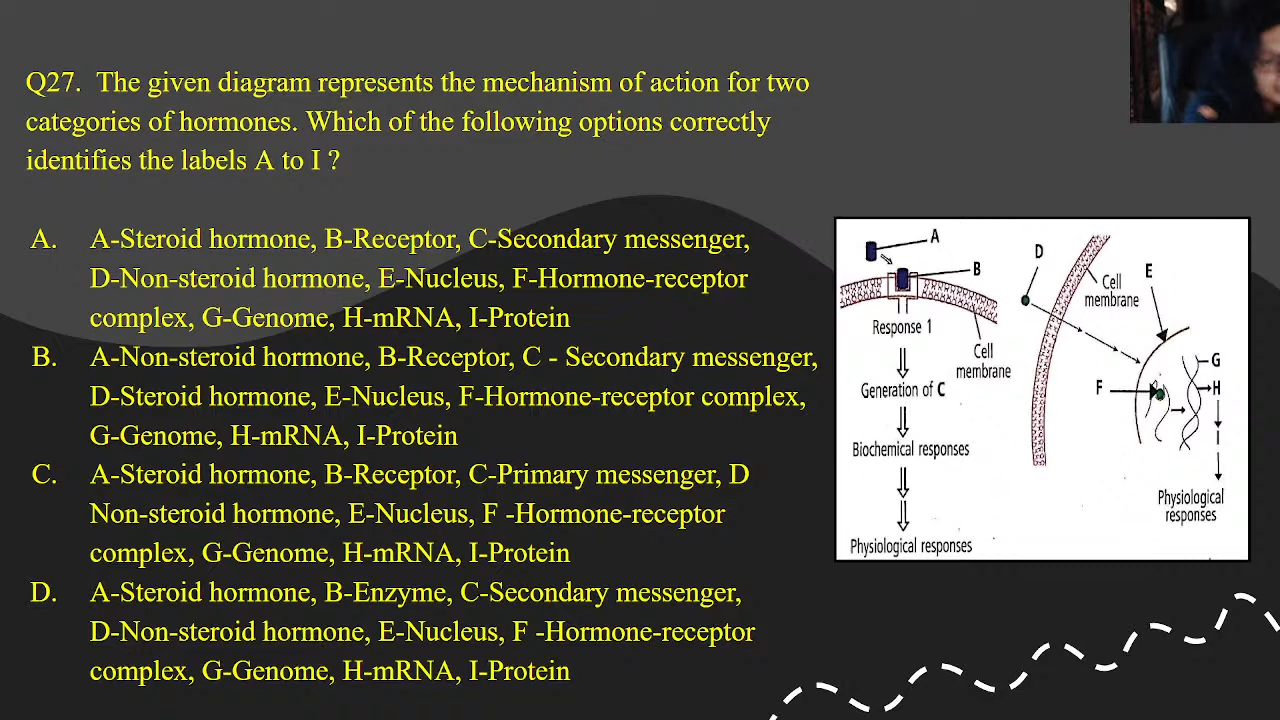 Q27. The given diagram represents the mechanism of action for two
categories of hormones. Which of the following options correctly
identifies the labels A to I ?
A. A-Steroid hormone, B-Receptor, C-Secondary messenger,
D-Non-steroid hormone, E-Nucleus, F-Hormone-receptor
complex, G-Genome, H-mRNA, I-Protein
B. A-Non-steroid hormone, B-Receptor, C - Secondary messenger,
D-Steroid hormone, E-Nucleus, F-Hormone-receptor complex,
G-Genome, H-mRNA, I-Protein
C. A-Steroid hormone, B-Receptor, C-Primary messenger, D
Non-steroid hormone, E-Nucleus, F -Hormone-receptor
complex, G-Genome, H-mRNA, I-Protein
D. A-Steroid hormone, B-Enzyme, C-Secondary messenger,
D-Non-steroid hormone, E-Nucleus, F -Hormone-receptor
complex, G-Genome, H-mRNA, I-Protein
A
B
Response 1
Cell
membrane
Generation of C
Biochemical responses
Physiological responses
D
Cell
membrane
E
F
G
H
I
Physiological
responses